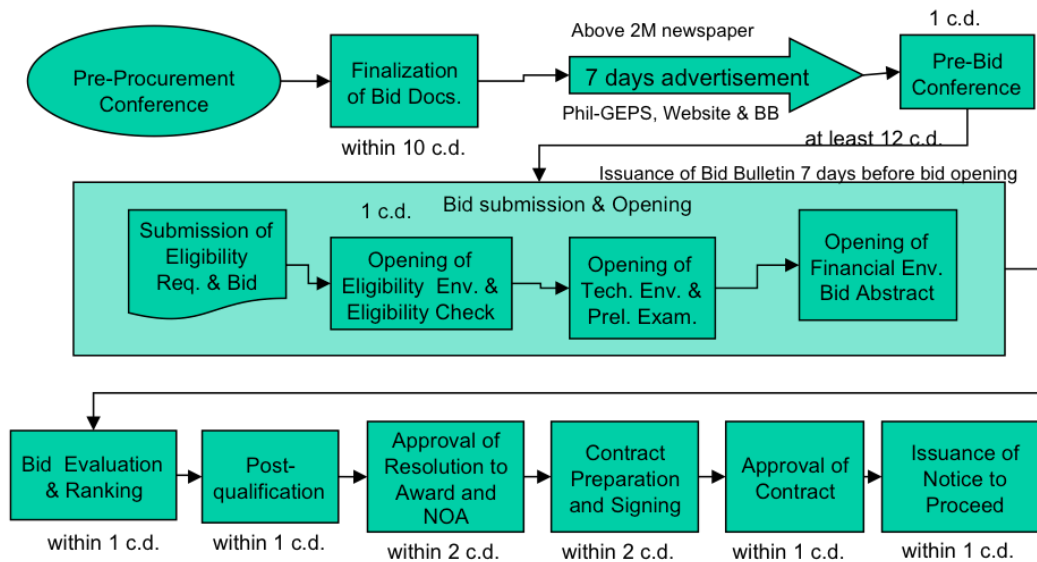 Pre-Procurement
Conference
Finalization
of Bid Docs.
within 10 c.d.
Above 2M newspaper
7 days advertisement
Phil-GEPS, Website & BB
1 c.d.
Pre-Bid
Conference
at least 12 c.d.
Issuance of Bid Bulletin 7 days before bid opening
Bid submission & Opening
1 c.d.
Submission of
Eligibility
Req. & Bid
Opening of
Eligibility Env. &
Eligibility Check
Opening of
Tech. Env. &
Prel. Exam.
Opening of
Financial Env.
Bid Abstract
Bid Evaluation
& Ranking
within 1 c.d.
Post-
qualification
within 1 c.d.
Approval of
Resolution to
Award and
NOA
within 2 c.d.
Contract
Preparation
and Signing
within 2 c.d.
Approval of
Contract
within 1 c.d.
Issuance of
Notice to
Proceed
within 1 c.d.